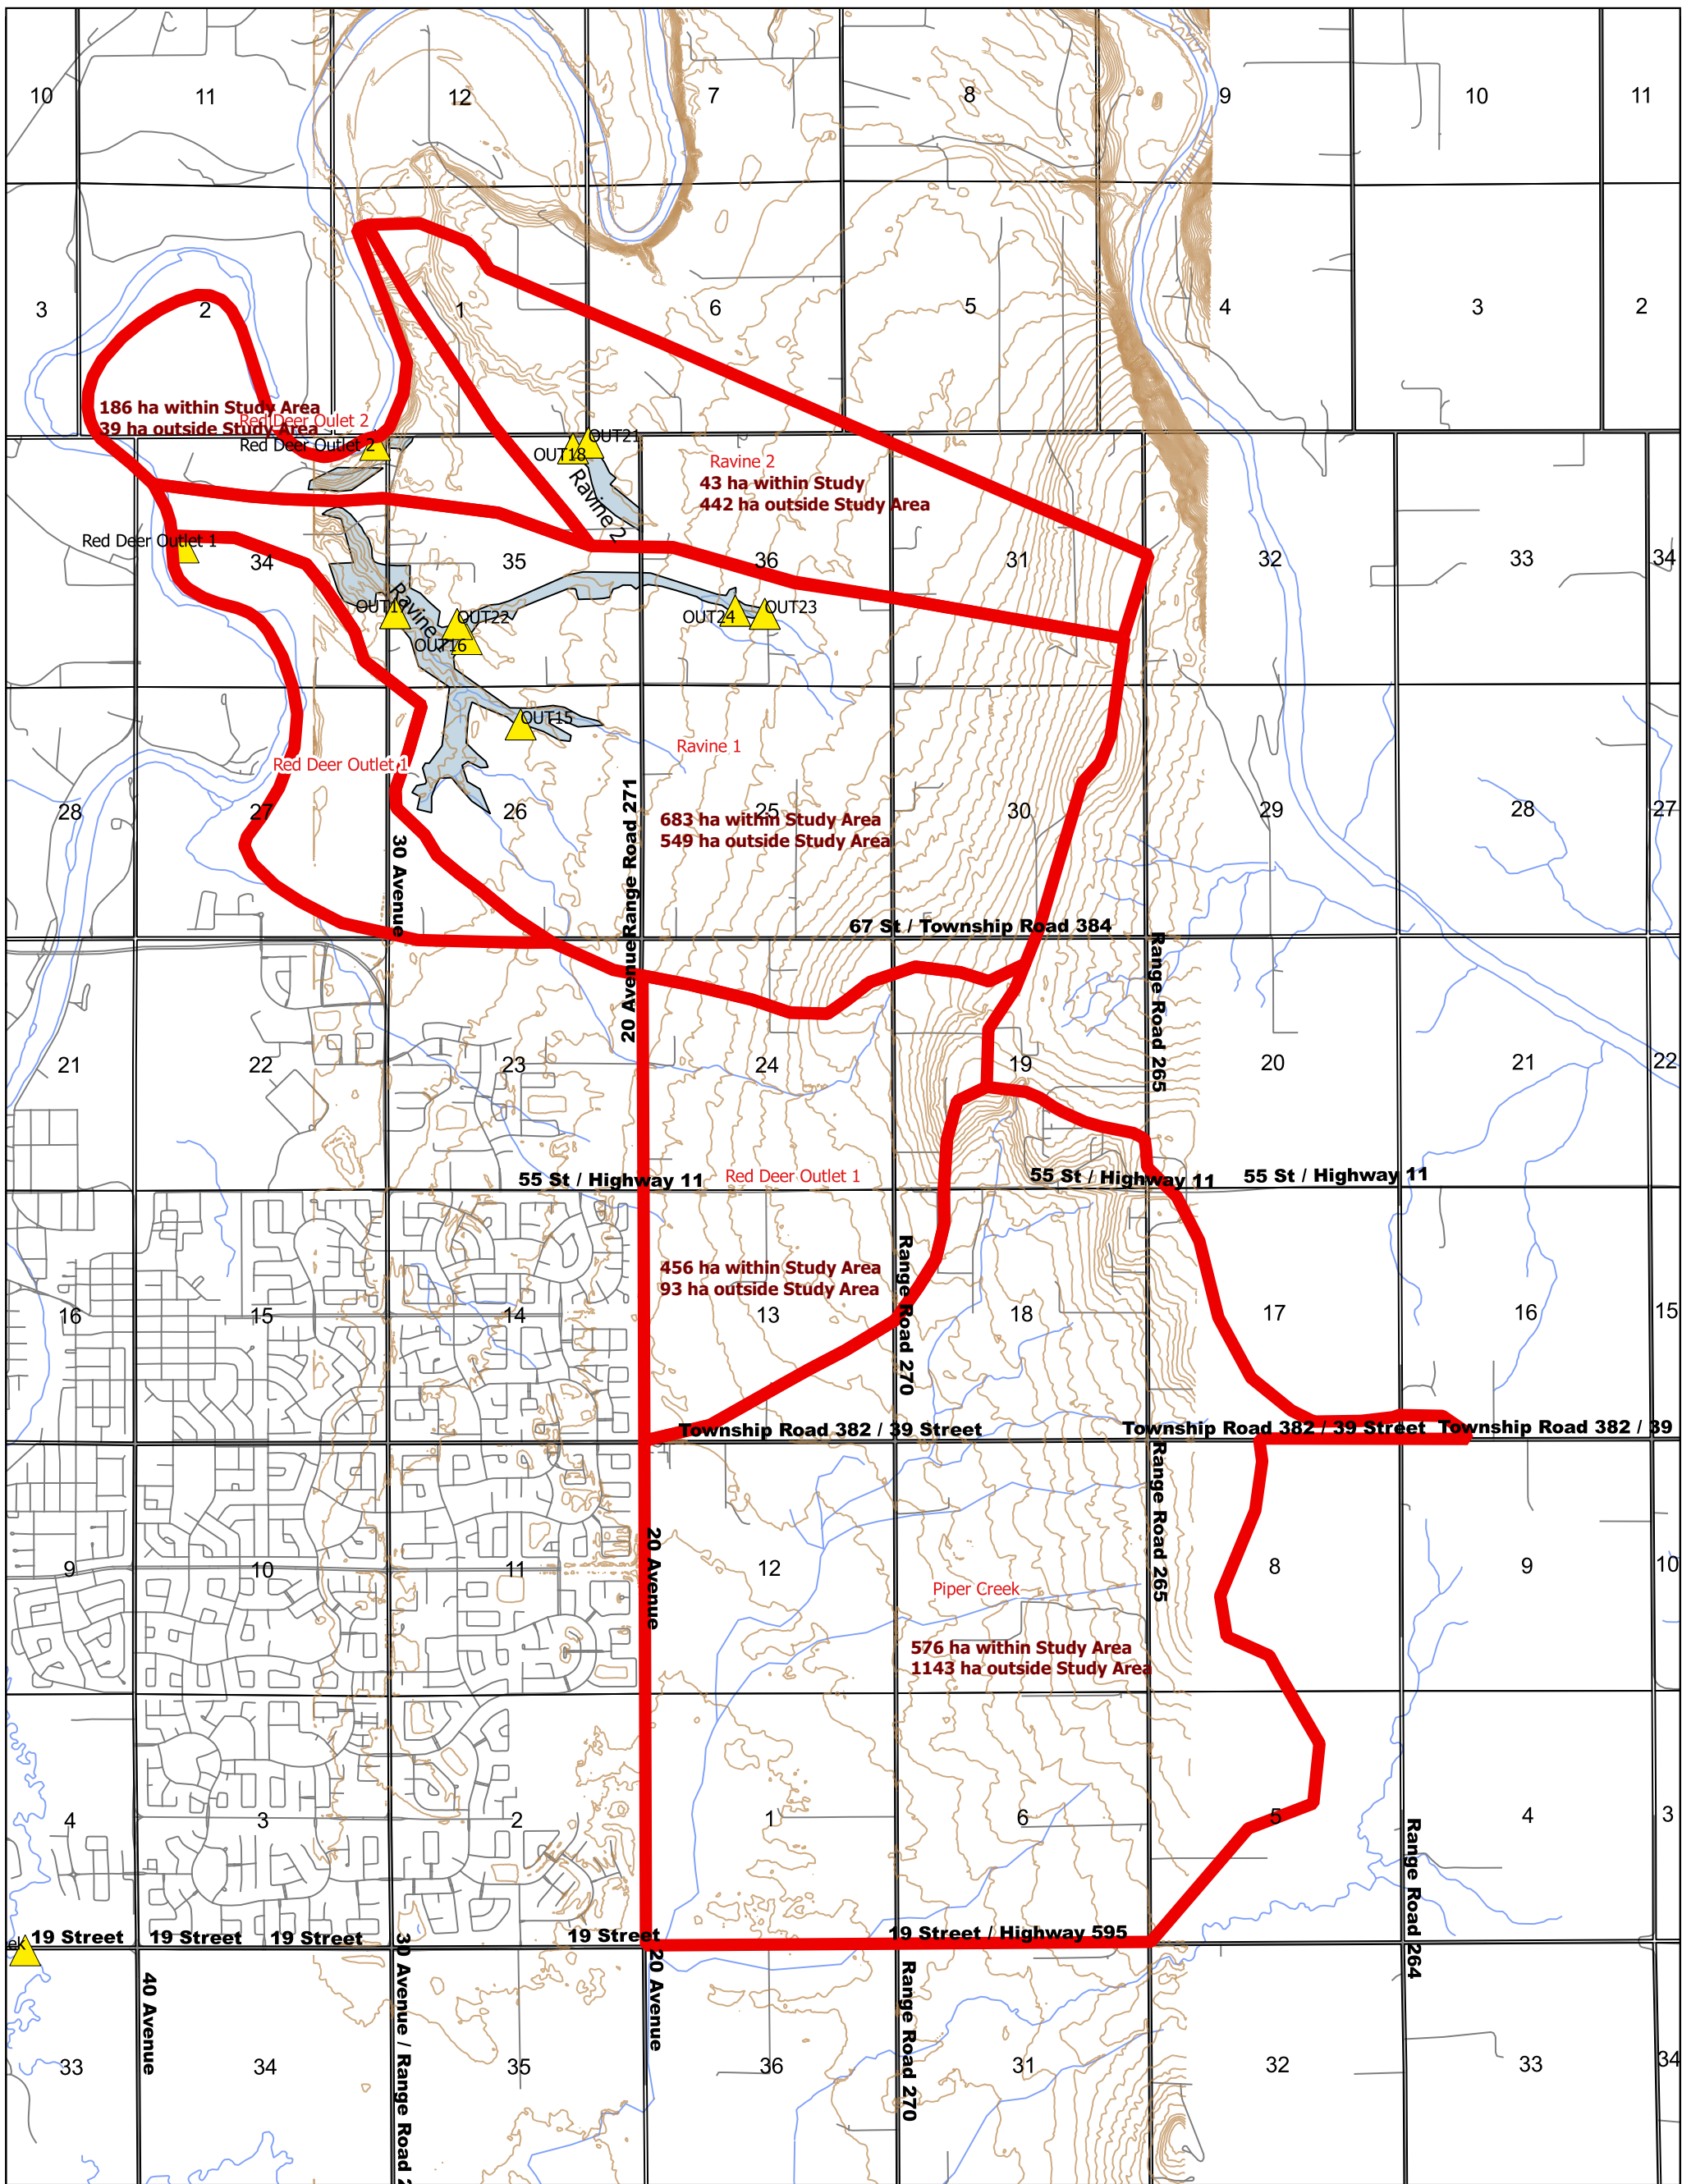 10
11
12
7
8
9
10
11
3
2
1
6
5
4
3
2
186 ha within Study Area
39 ha outside Study Area
Red Deer Oulet 2
Red Deer Outlet 2
OUT21
OUT18
Ravine 2
Ravine 2
43 ha within Study
442 ha outside Study Area
Red Deer Outlet 1
34
35
36
31
32
33
34
OUT17
Ravine
OUT22
OUT16
OUT24
OUT23
OUT15
Ravine 1
Red Deer Outlet 1
28
27
26
25
30
29
28
27
683 ha within Study Area
549 ha outside Study Area
30 Avenue
20 Avenue
Range Road 271
67 St / Township Road 384
Range Road 265
21
22
23
24
19
20
21
22
55 St / Highway 11
Red Deer Outlet 1
55 St / Highway 11
55 St / Highway 11
456 ha within Study Area
93 ha outside Study Area
Range Road 270
16
15
14
13
18
17
16
15
Township Road 382 / 39 Street
Township Road 382 / 39 Street
Township Road 382 / 39
Range Road 265
20 Avenue
9
10
11
12
8
9
10
Piper Creek
576 ha within Study Area
1143 ha outside Study Area
4
3
2
1
6
5
4
3
Range Road 264
ek
19 Street
19 Street
19 Street
19 Street
19 Street / Highway 595
40 Avenue
30 Avenue / Range Road 2
20 Avenue
Range Road 270
33
34
35
36
31
32
33
34